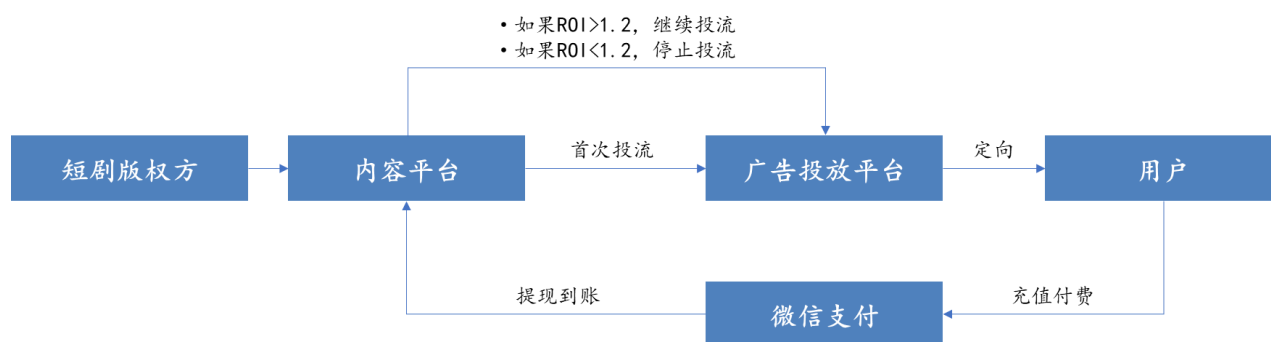 •如果ROI>1.2，继续投流
•如果ROI<1.2，停止投流
短剧版权方
内容平台
首次投流
广告投放平台
定向
用户
提现到账
微信支付
充值付费